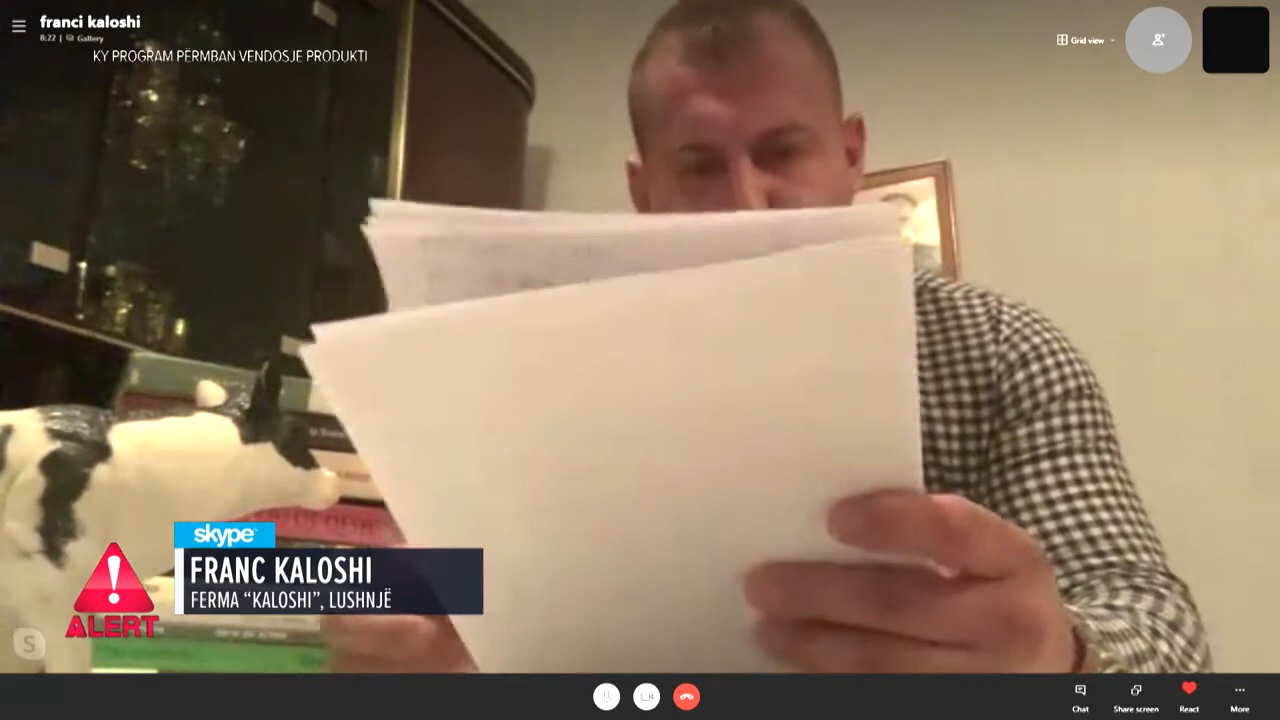 franci kaloshi
8:22 | Gallery
KY PROGRAM PËRMBAN VENDOSJE PRODUKTI
Grid view
skype
FRANC KALOSHI
FERMA “KALOSHI”, LUSHNJË
ALERT
S
Chat
Share screen
React
More